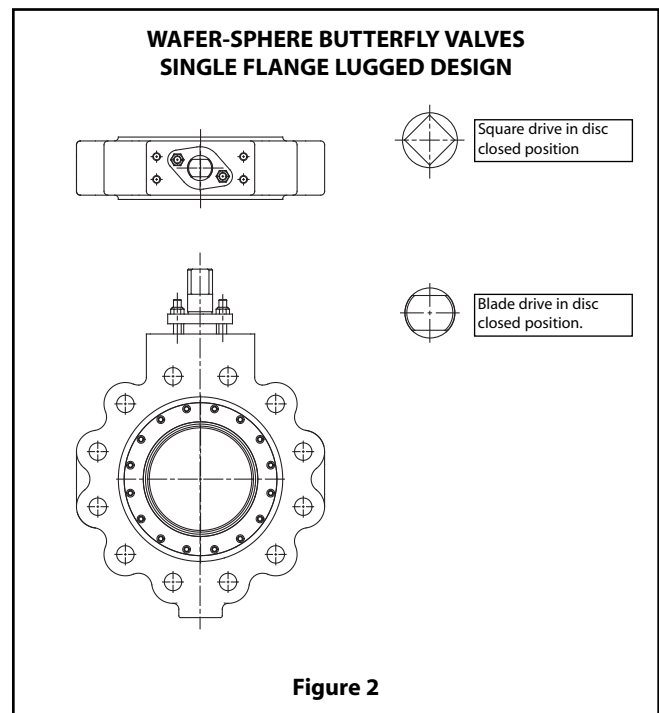 WAFER-SPHERE BUTTERFLY VALVES
SINGLE FLANGE LUGGED DESIGN
Square drive in disc
closed position
Blade drive in disc
closed position.
Figure 2